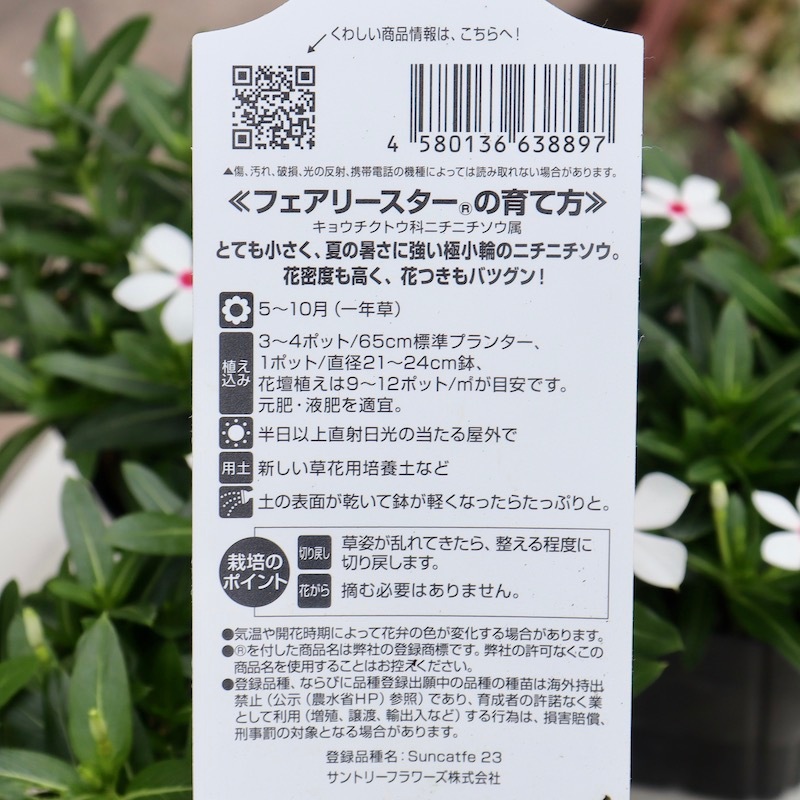 くわしい商品情報は、こちらへ！
4 580136 638897
▲傷、汚れ、破損、光の反射、携帯電話の機種によっては読み取れない場合があります。
≪フェアリースター®の育て方≫
キョウチクトウ科ニチニチソウ属
とても小さく、夏の暑さに強い極小輪のニチニチソウ。
花密度も高く、花つきもバツグン！
5〜10月（一年草）
植え込み
3〜4ポット/65cm標準プランター、
1ポット/直径21〜24cm鉢、
花壇植えは9〜12ポット/㎡が目安です。
元肥・液肥を適宜。
半日以上直射日光の当たる屋外で
用土 新しい草花用培養土など
土の表面が乾いて鉢が軽くなったらたっぷりと。
栽培の
ポイント
切り戻し 草姿が乱れてきたら、整える程度に
切り戻します。
花がら 摘む必要はありません。
●気温や開花時期によって花弁の色が変化する場合があります。
●®を付した商品名は弊社の登録商標です。弊社の許可なくこの
商品名を使用することはお控えください。
●登録品種、ならびに品種登録出願中の品種の種苗は海外持出
禁止（公示（農水省HP）参照）であり、育成者の許諾なく業
として利用（増殖、譲渡、輸出入など）する行為は、損害賠償、
刑事罰の対象となる場合があります。
登録品種名：Suncatfe 23
サントリーフラワーズ株式会社